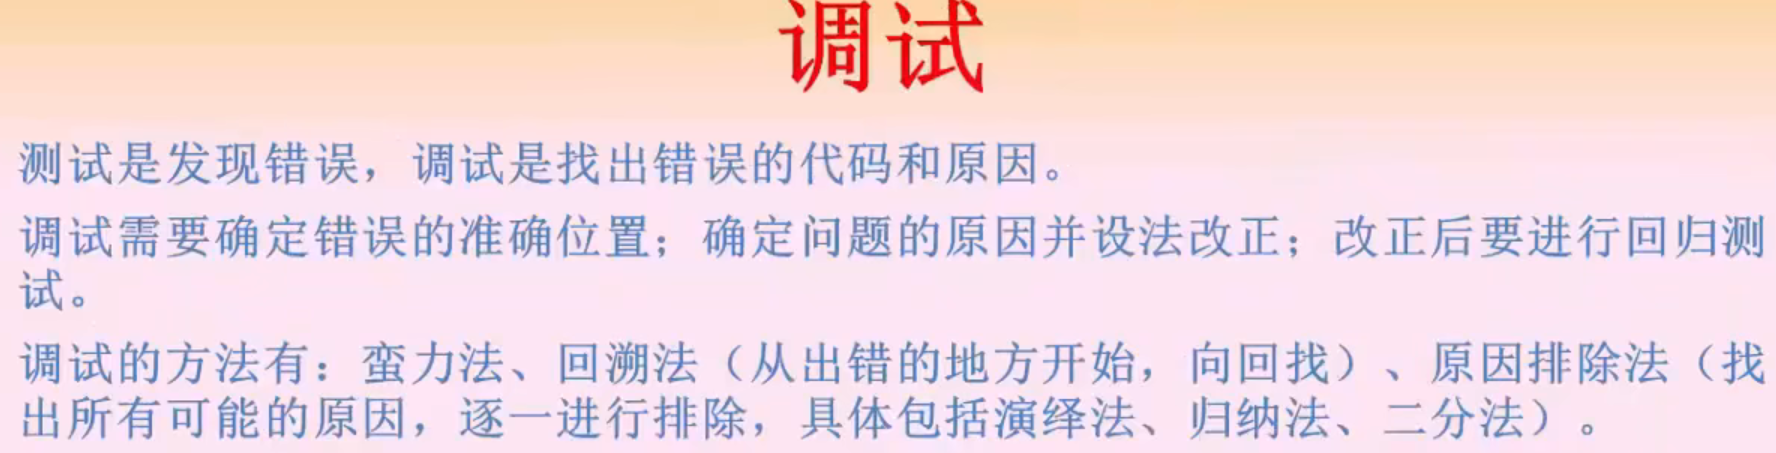 调试
测试是发现错误，调试是找出错误的代码和原因。
调试需要确定错误的准确位置；确定问题的原因并设法改正；改正后要进行回归测
试。
调试的方法有：蛮力法、回溯法（从出错的地方开始，向回找）、原因排除法（找
出所有可能的原因，逐一进行排除，具体包括演绎法、归纳法、二分法）。